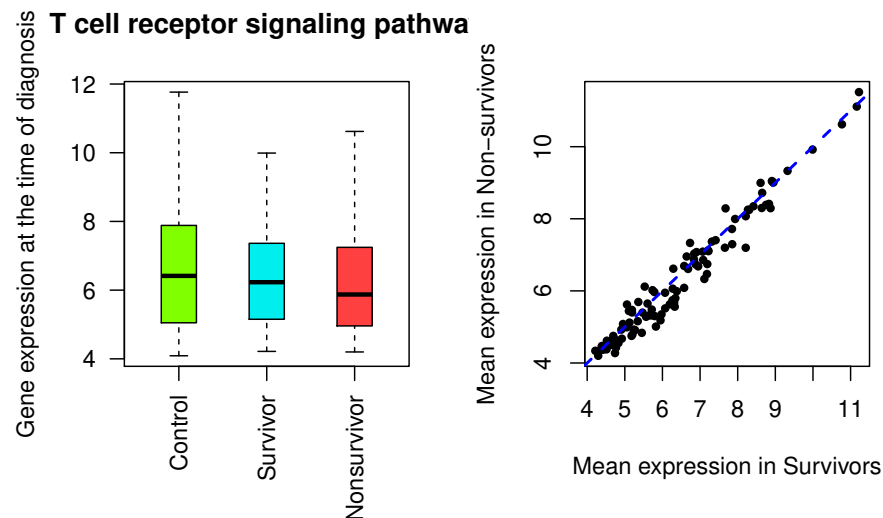 T cell receptor signaling pathwa
Gene expression at the time of diagnosis
12
10
8
6
4
Control
Survivor
Nonsurvivor
Mean expression in Non−survivors
10
8
6
4
4 5 6 7 8 9 11
Mean expression in Survivors